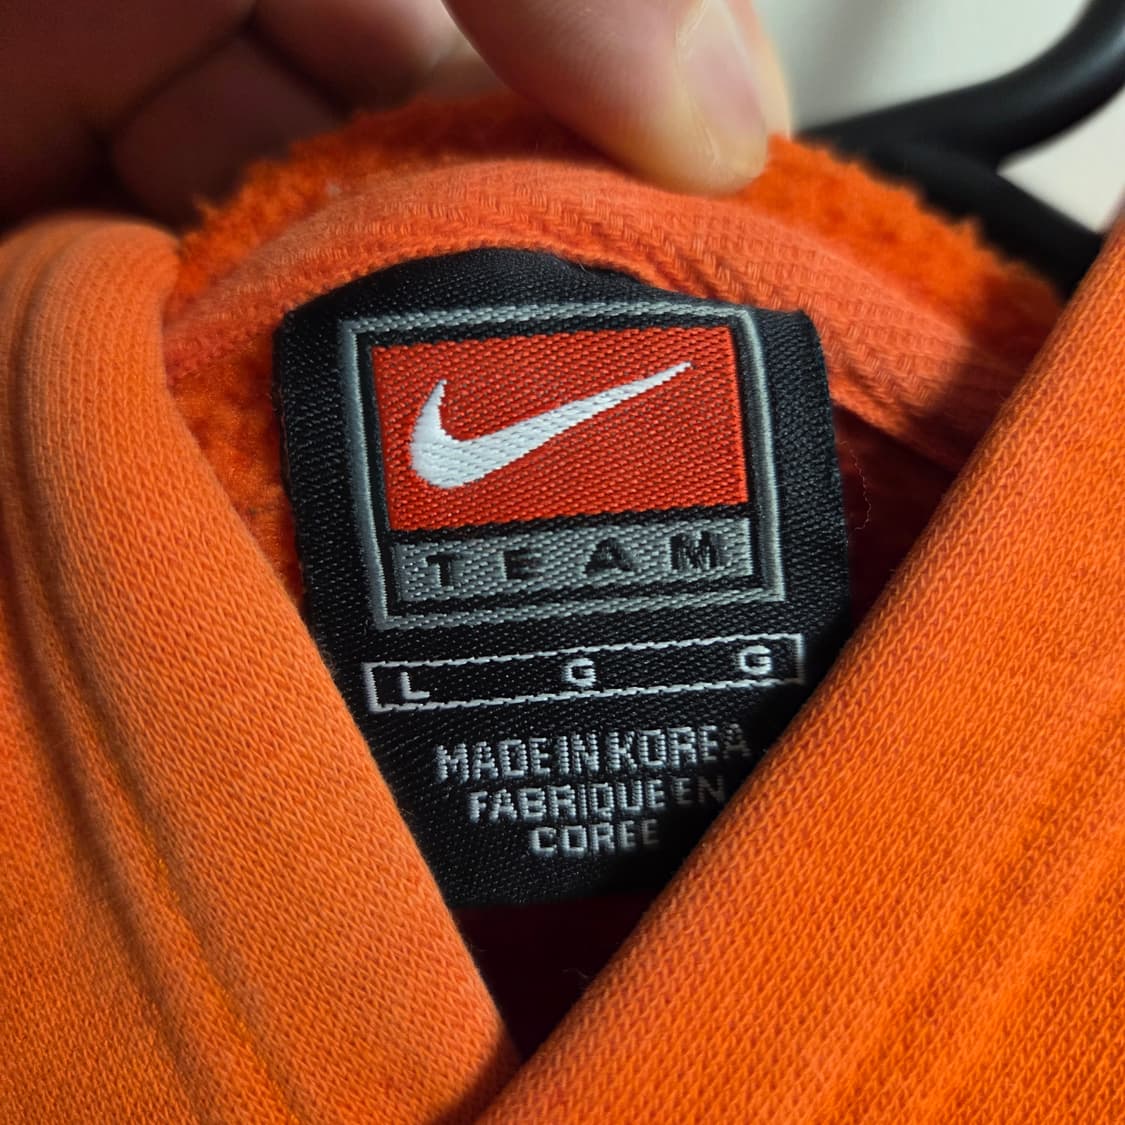 TEAM
L G G
MADE IN KOREA
FABRIQUE EN
COREE